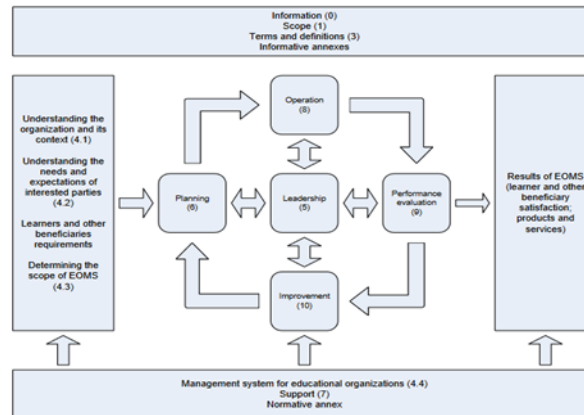 Information (0)
Scope (1)
Terms and definitions (3)
Informative annexes
Understanding the
organization and its
context (4.1)
Understanding the
needs and
expectations of
interested parties
(4.2)
Learners and other
beneficiaries
requirements
Determining the
scope of EOMS
(4.3)
Operation
(8)
Planning
(6)
Leadership
(5)
Performance
evaluation
(9)
Improvement
(10)
Results of EOMS
(learner and other
beneficiary
satisfaction;
products and
services)
Management system for educational organizations (4.4)
Support (7)
Normative annex